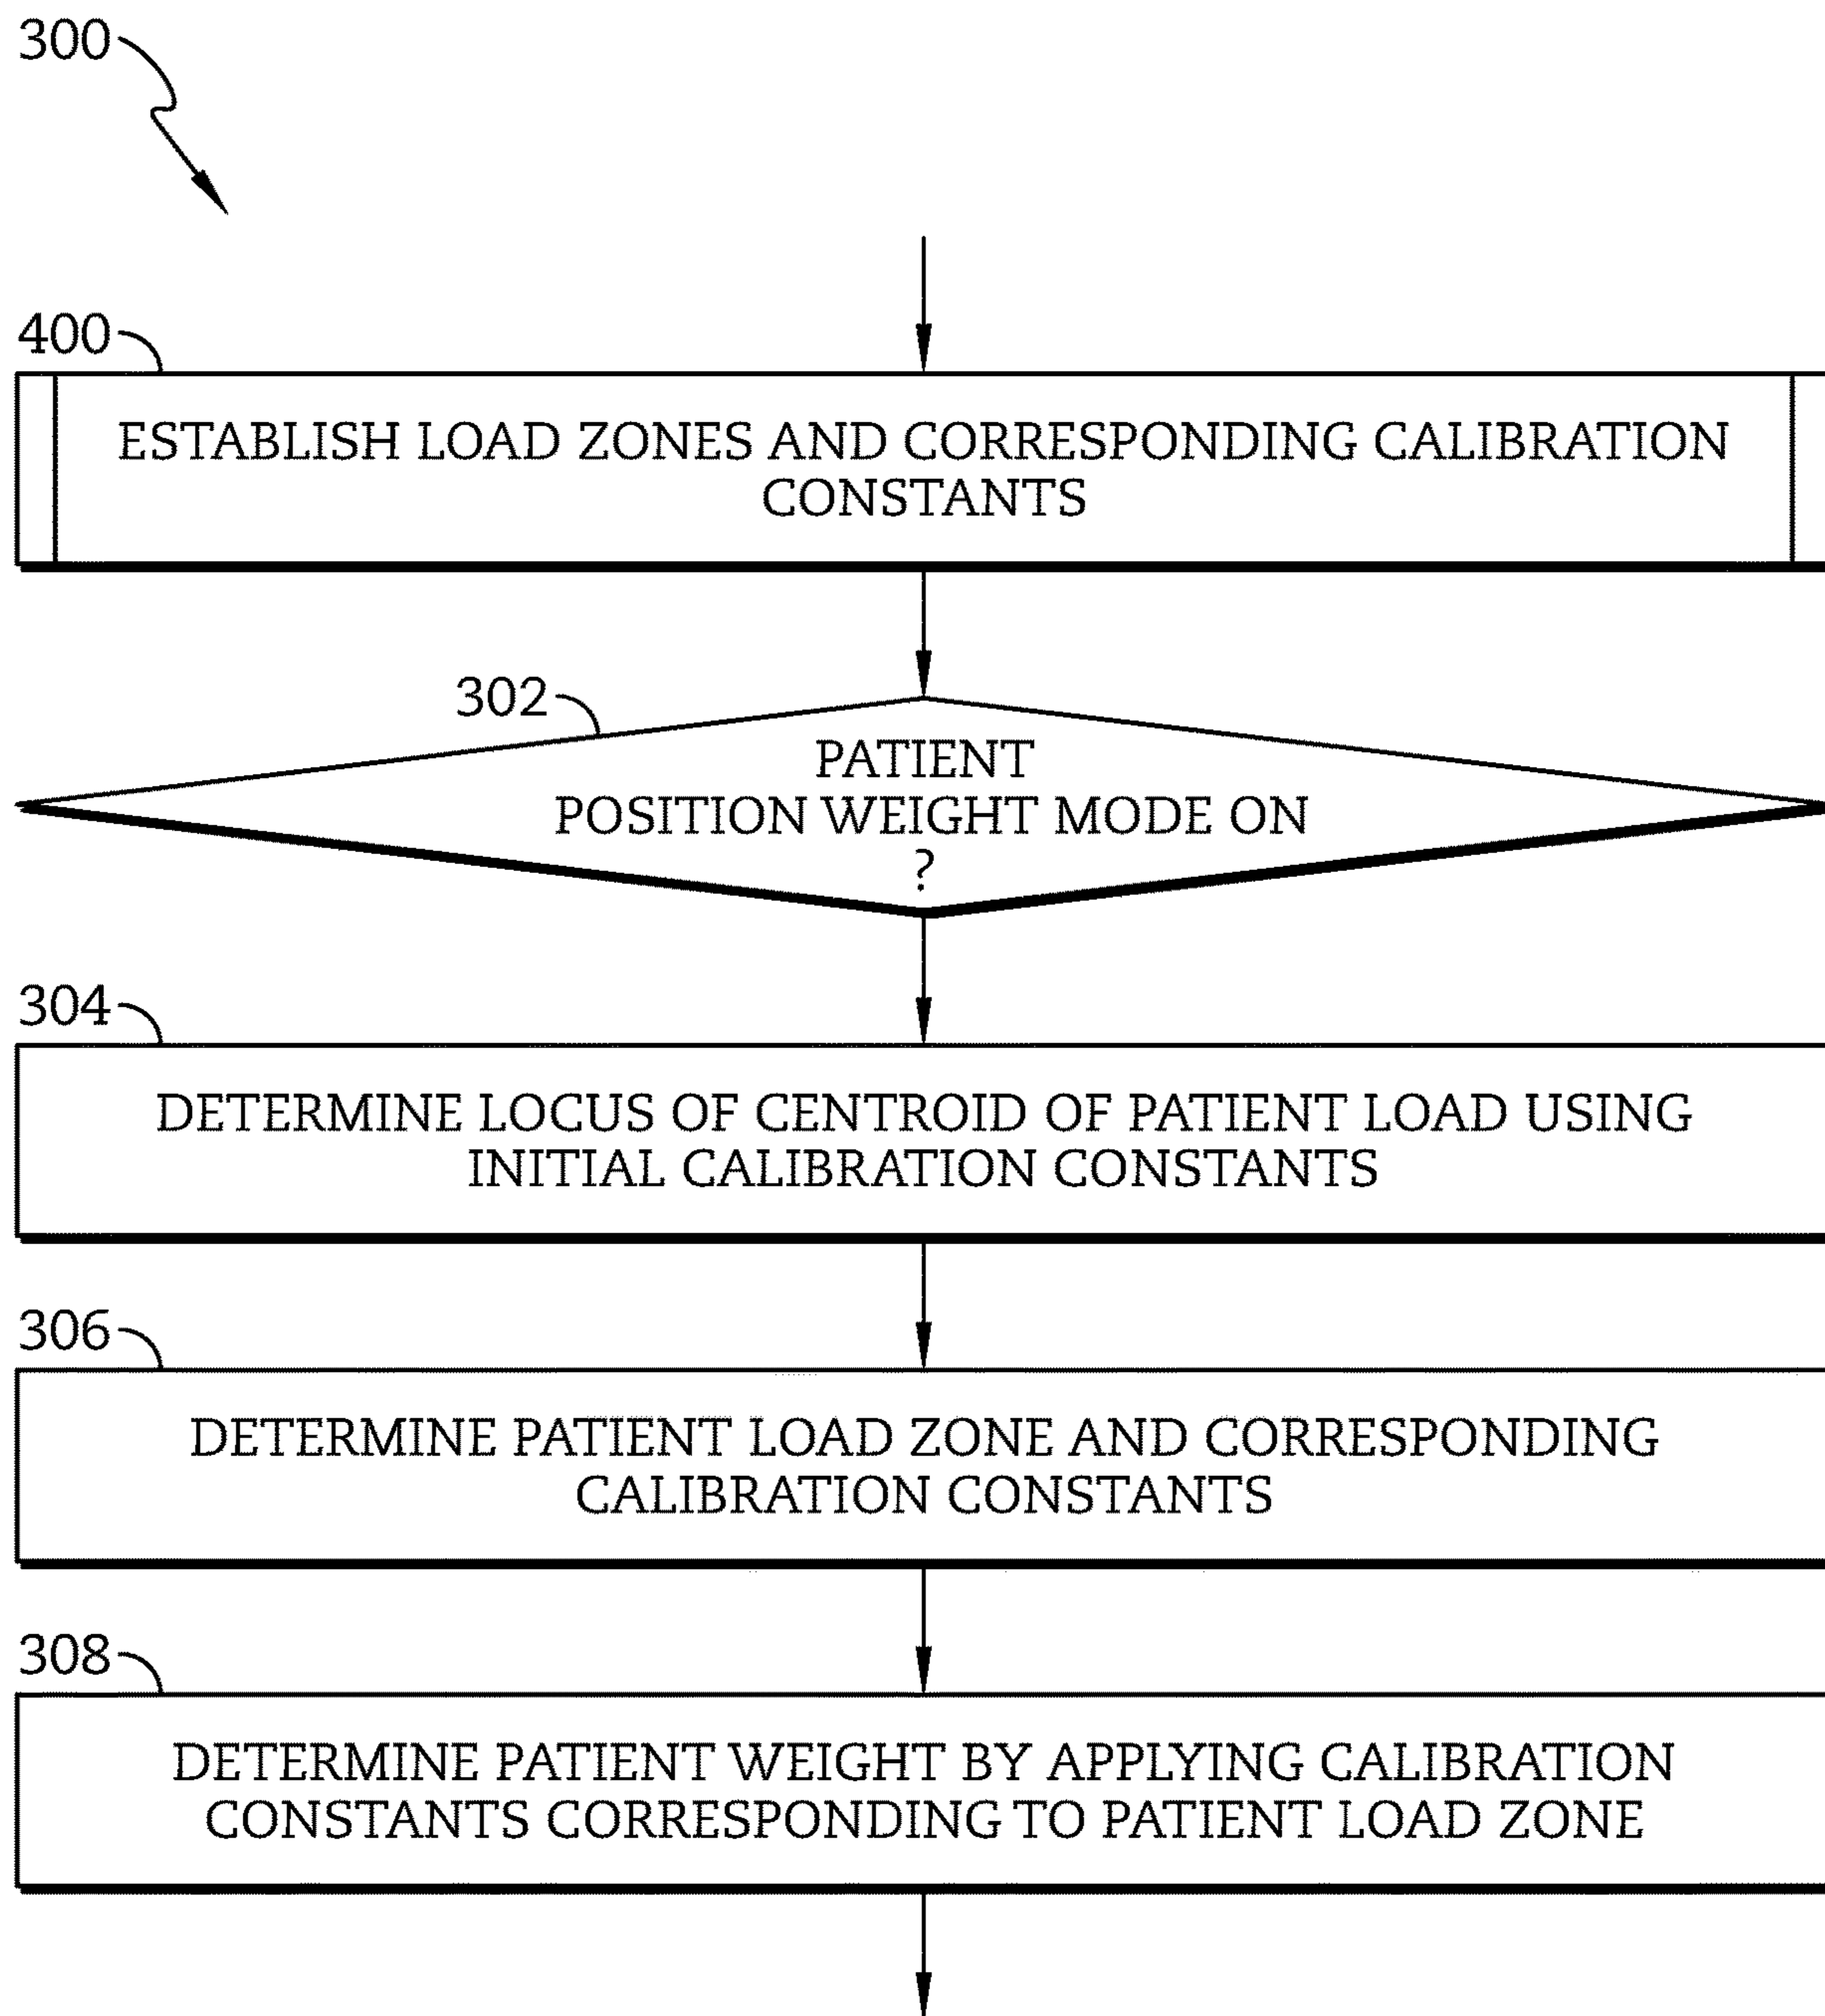 300
400
ESTABLISH LOAD ZONES AND CORRESPONDING CALIBRATION
CONSTANTS
302
PATIENT
POSITION WEIGHT MODE ON
?
304
DETERMINE LOCUS OF CENTROID OF PATIENT LOAD USING
INITIAL CALIBRATION CONSTANTS
306
DETERMINE PATIENT LOAD ZONE AND CORRESPONDING
CALIBRATION CONSTANTS
308
DETERMINE PATIENT WEIGHT BY APPLYING CALIBRATION
CONSTANTS CORRESPONDING TO PATIENT LOAD ZONE